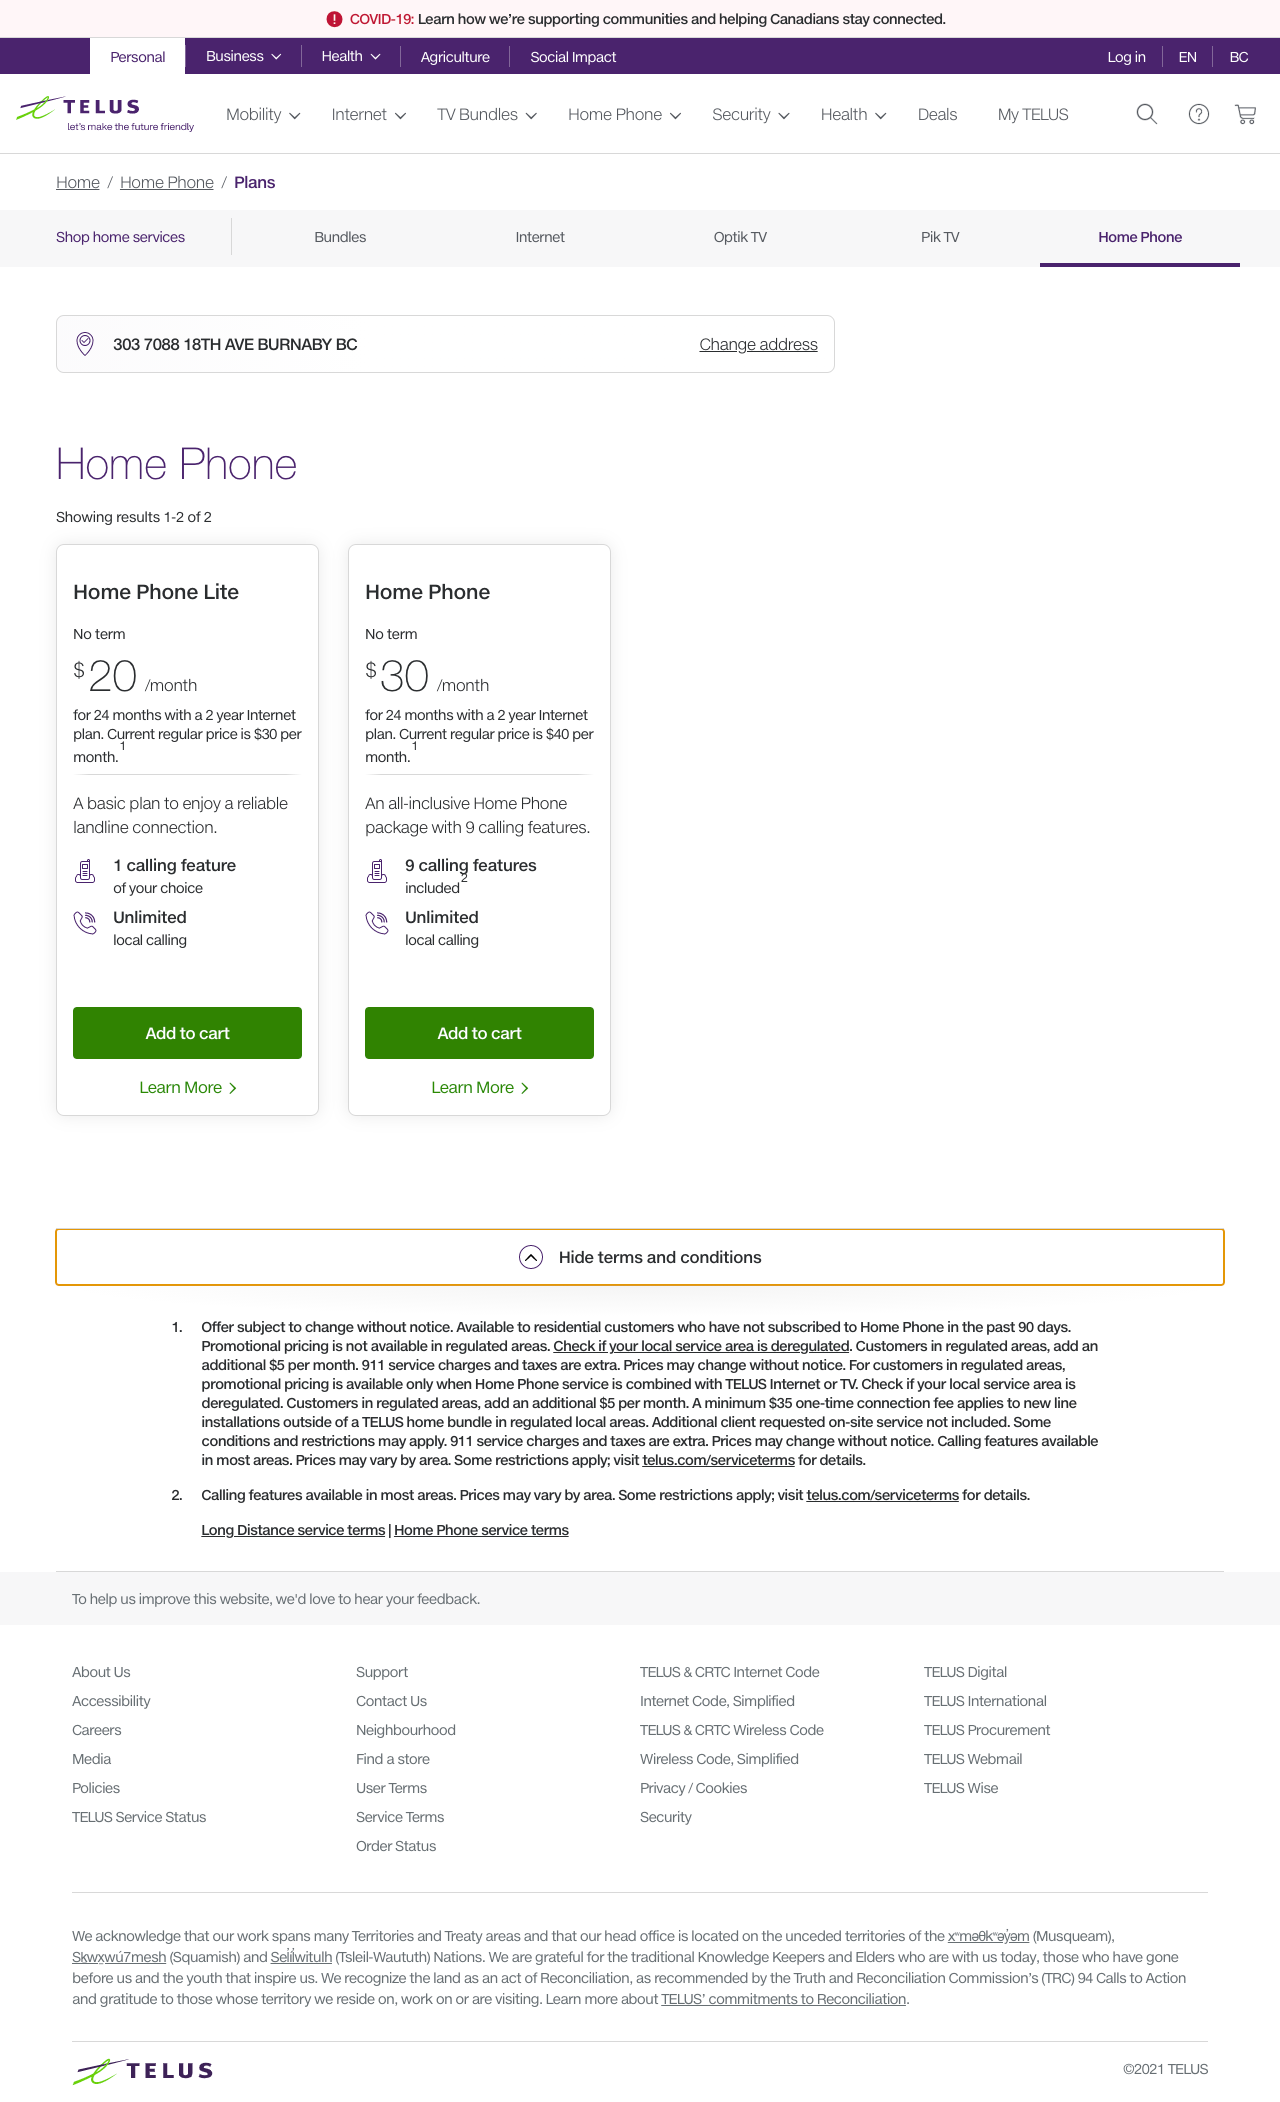 COVID-19: Learn how we’re supporting communities and helping Canadians stay connected.
Personal Business Health Agriculture Social Impact Log in EN BC
TELUS
let's make the future friendly
Mobility Internet TV Bundles Home Phone Security Health Deals My TELUS
Home / Home Phone / Plans
Shop home services Bundles Internet Optik TV Pik TV Home Phone
303 7088 18TH AVE BURNABY BC Change address
Home Phone
Showing results 1-2 of 2
Home Phone Lite
No term
$20 /month
for 24 months with a 2 year Internet
plan. Current regular price is $30 per
month.1
A basic plan to enjoy a reliable
landline connection.
1 calling feature
of your choice
Unlimited
local calling
Add to cart
Learn More
Home Phone
No term
$30 /month
for 24 months with a 2 year Internet
plan. Current regular price is $40 per
month.1
An all-inclusive Home Phone
package with 9 calling features.
9 calling features
included2
Unlimited
local calling
Add to cart
Learn More
Hide terms and conditions
1. Offer subject to change without notice. Available to residential customers who have not subscribed to Home Phone in the past 90 days.
Promotional pricing is not available in regulated areas. Check if your local service area is deregulated. Customers in regulated areas, add an
additional $5 per month. 911 service charges and taxes are extra. Prices may change without notice. For customers in regulated areas,
promotional pricing is available only when Home Phone service is combined with TELUS Internet or TV. Check if your local service area is
deregulated. Customers in regulated areas, add an additional $5 per month. A minimum $35 one-time connection fee applies to new line
installations outside of a TELUS home bundle in regulated local areas. Additional client requested on-site service not included. Some
conditions and restrictions may apply. 911 service charges and taxes are extra. Prices may change without notice. Calling features available
in most areas. Prices may vary by area. Some restrictions apply; visit telus.com/serviceterms for details.
2. Calling features available in most areas. Prices may vary by area. Some restrictions apply; visit telus.com/serviceterms for details.
Long Distance service terms | Home Phone service terms
To help us improve this website, we'd love to hear your feedback.
About Us
Accessibility
Careers
Media
Policies
TELUS Service Status
Support
Contact Us
Neighbourhood
Find a store
User Terms
Service Terms
Order Status
TELUS & CRTC Internet Code
Internet Code, Simplified
TELUS & CRTC Wireless Code
Wireless Code, Simplified
Privacy / Cookies
Security
TELUS Digital
TELUS International
TELUS Procurement
TELUS Webmail
TELUS Wise
We acknowledge that our work spans many Territories and Treaty areas and that our head office is located on the unceded territories of the xʷməθkʷəy̓əm (Musqueam),
Skwxwú7mesh (Squamish) and Sel̓íl̓witulh (Tsleil-Waututh) Nations. We are grateful for the traditional Knowledge Keepers and Elders who are with us today, those who have gone
before us and the youth that inspire us. We recognize the land as an act of Reconciliation, as recommended by the Truth and Reconciliation Commission’s (TRC) 94 Calls to Action
and gratitude to those whose territory we reside on, work on or are visiting. Learn more about TELUS’ commitments to Reconciliation.
TELUS
©2021 TELUS